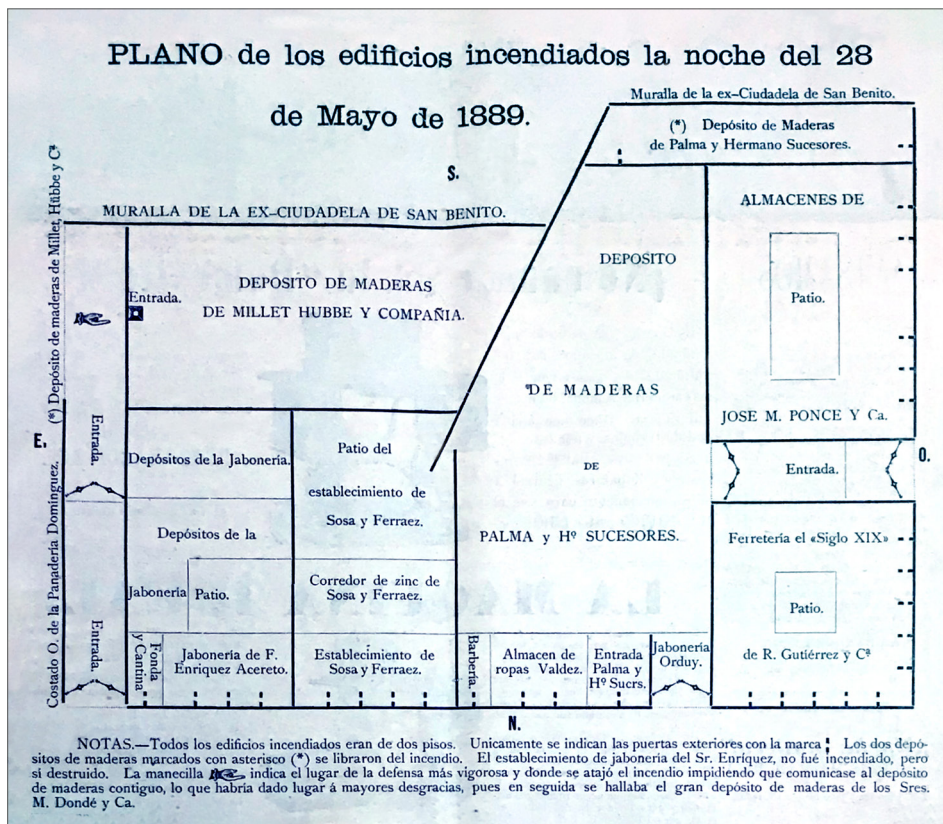 PLANO de los edificios incendiados la noche del 28
de Mayo de 1889.
Muralla de la ex-Ciudadela de San Benito.
(*) Depósito de Maderas
de Palma y Hermano Sucesores.
S.
MURALLA DE LA EX-CIUDADELA DE SAN BENITO.
ALMACENES DE
Patio.
JOSE M. PONCE Y Ca.
DEPOSITO
DE MADERAS
DE
PALMA y Hº SUCESORES.
(*) Depósito de maderas de Millet, Hübbe y Cª
Entrada.
DEPOSITO DE MADERAS
DE MILLET HUBBE Y COMPAÑIA.
E.
O.
Costado O. de la Panadería Domínguez.
Entrada.
Entrada.
Depósitos de la Jabonería.
Patio del
establecimiento de
Sosa y Ferraez.
Entrada.
Depósitos de la
Jabonería
Patio.
Corredor de zinc de
Sosa y Ferraez.
Ferretería el «Siglo XIX»
Patio.
de R. Gutiérrez y Cª
Fonda
y Cantina
Jabonería de F.
Enriquez Acereto.
Establecimiento de
Sosa y Ferraez.
Barbería.
Almacen de
ropas Valdez.
Entrada
Palma y
Hº Sucrs.
Jabonería
Orduy.
N.
NOTAS.—Todos los edificios incendiados eran de dos pisos. Unicamente se indican las puertas exteriores con la marca Los dos depó-
sitos de maderas marcados con asterisco (*) se libraron del incendio. El establecimiento de jabonería del Sr. Enríquez, no fué incendiado, pero
si destruido. La manecilla indica el lugar de la defensa más vigorosa y donde se atajó el incendio impidiendo que comunicase al depósito
de maderas contiguo, lo que habría dado lugar á mayores desgracias, pues en seguida se hallaba el gran depósito de maderas de los Sres.
M. Dondé y Ca.